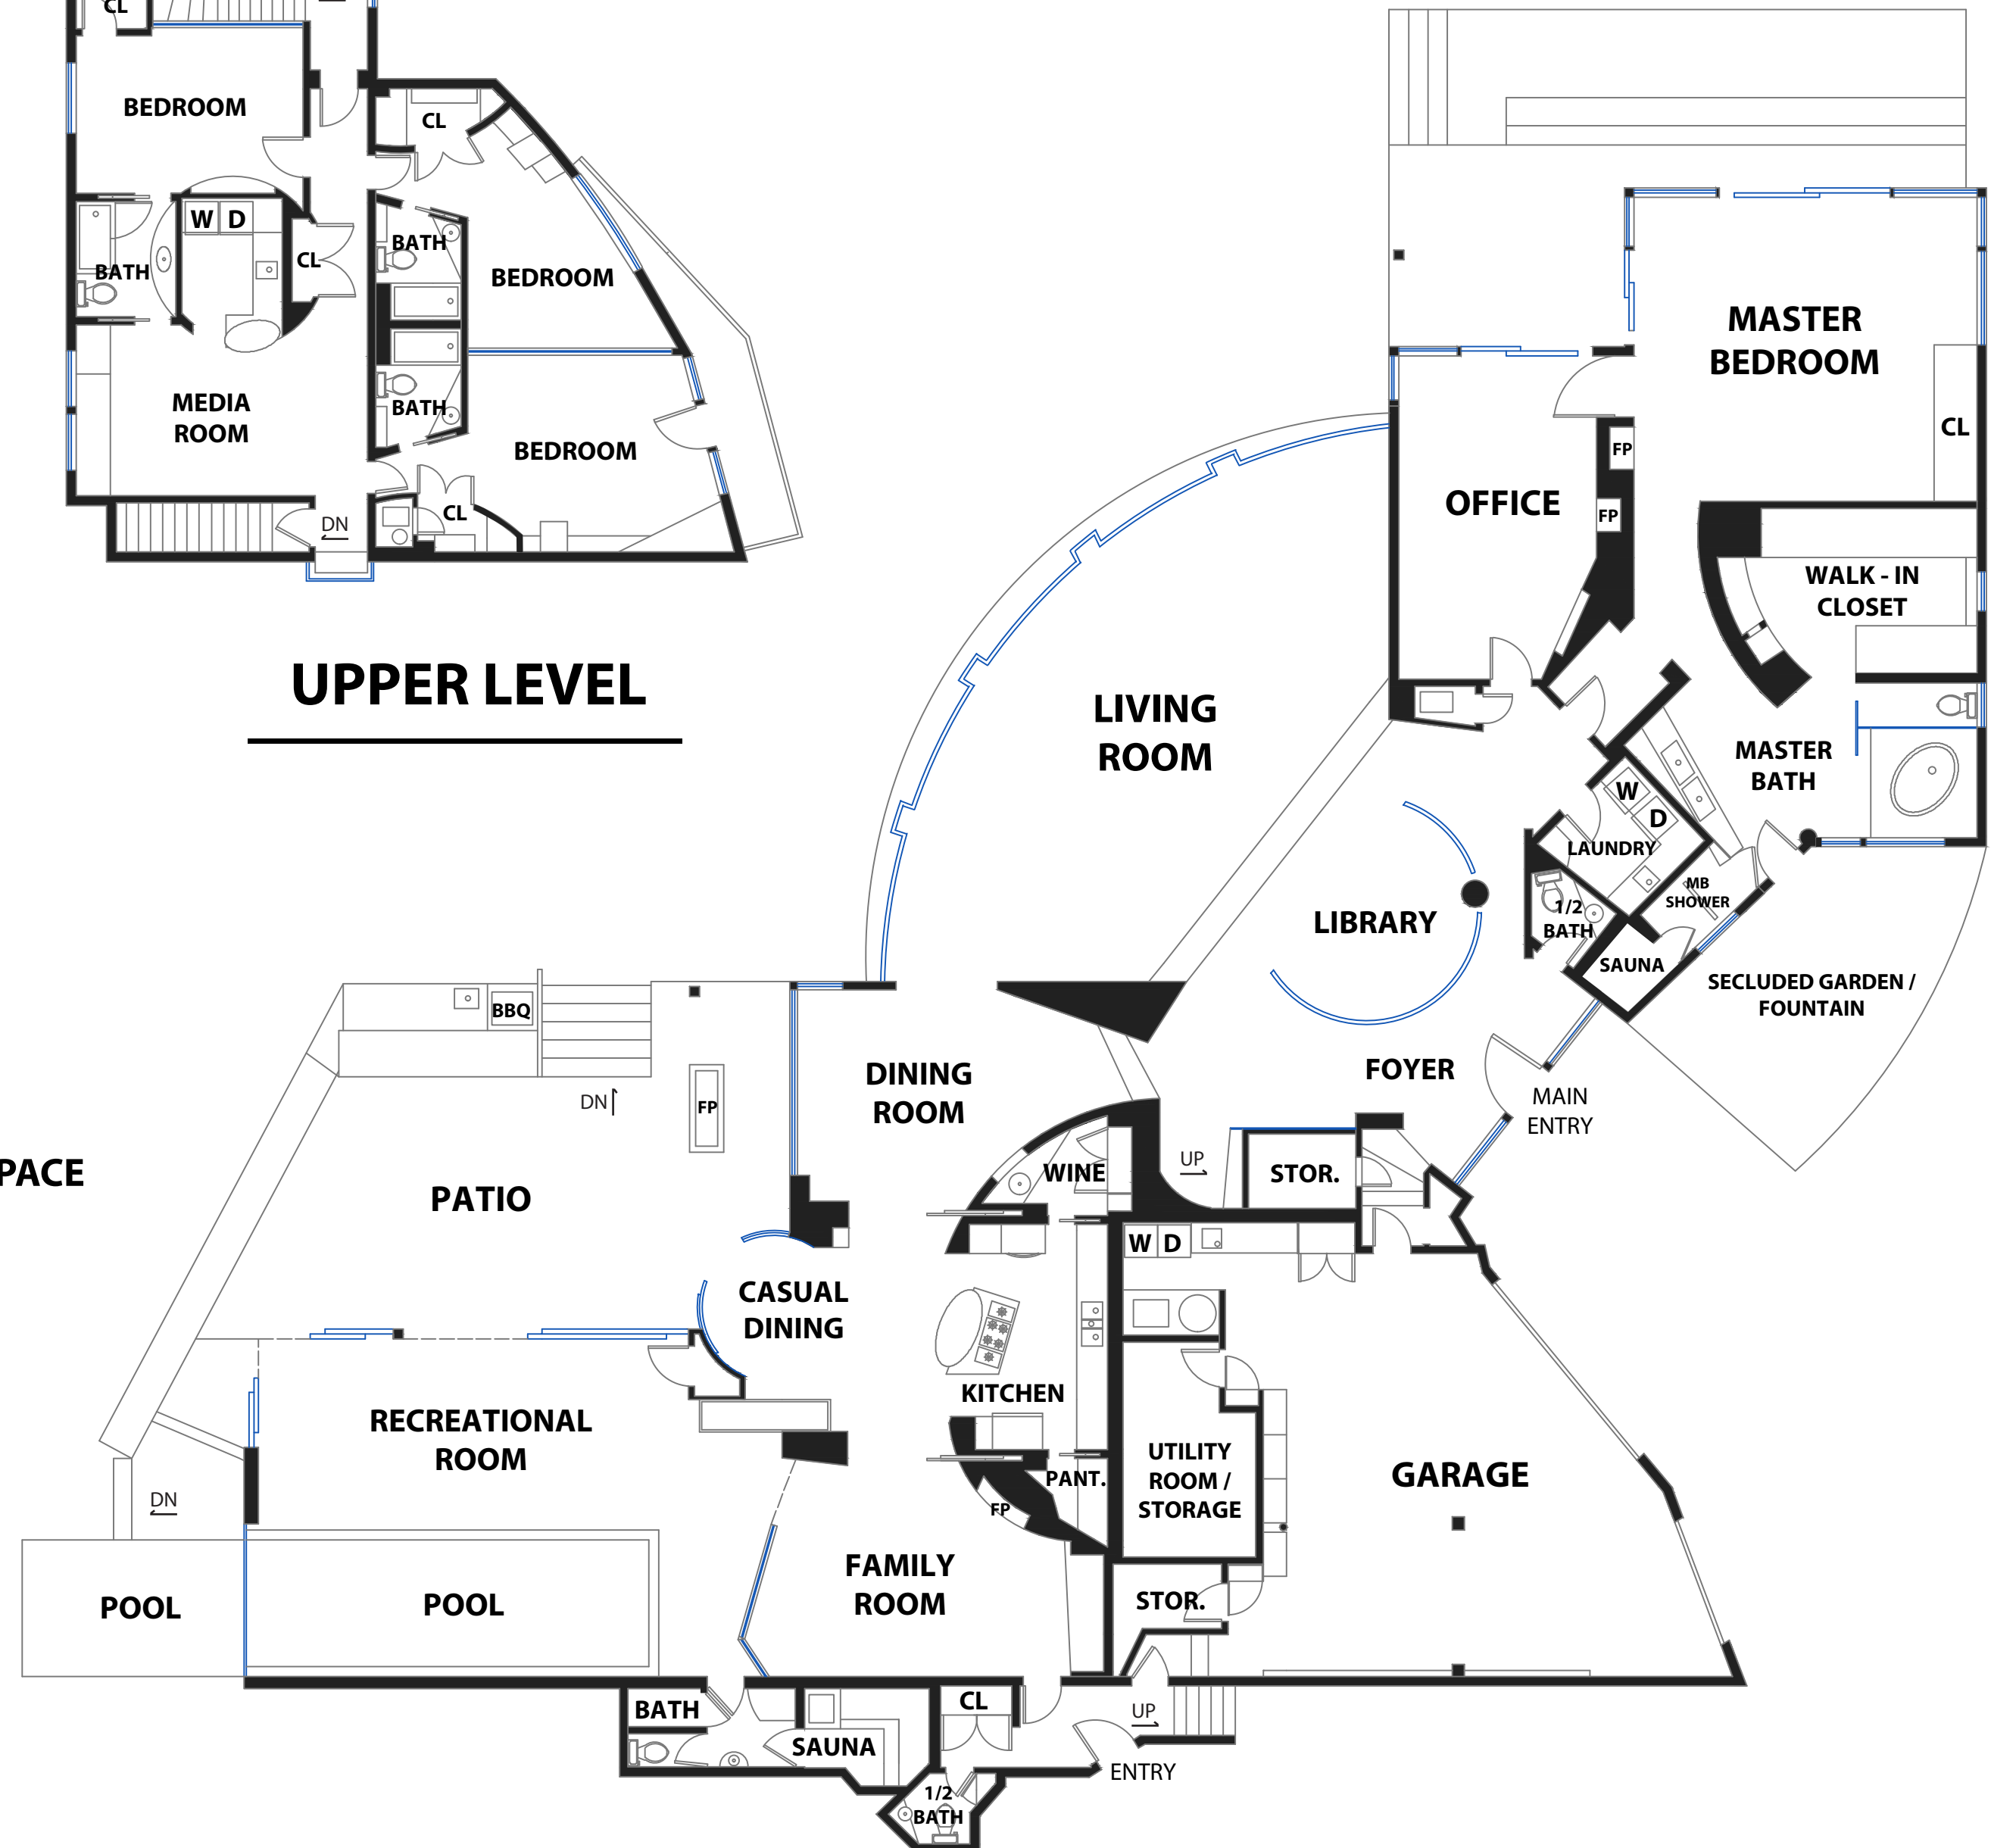 CL
BEDROOM
CL
W D
BATH
CL
BATH
BEDROOM
MEDIA
ROOM
BATH
BEDROOM
CL
DN
UPPER LEVEL
MASTER
BEDROOM
CL
FP
OFFICE
FP
WALK - IN
CLOSET
LIVING
ROOM
MASTER
BATH
W
D
LAUNDRY
MB
SHOWER
1/2
BATH
LIBRARY
SAUNA
SECLUDED GARDEN /
FOUNTAIN
BBQ
DN
FP
DINING
ROOM
FOYER
MAIN
ENTRY
PACE
PATIO
WINE
UP
STOR.
W D
CASUAL
DINING
KITCHEN
RECREATIONAL
ROOM
PANT.
FP
UTILITY
ROOM /
STORAGE
GARAGE
DN
FAMILY
ROOM
STOR.
POOL
POOL
BATH
SAUNA
CL
UP
ENTRY
1/2
BATH